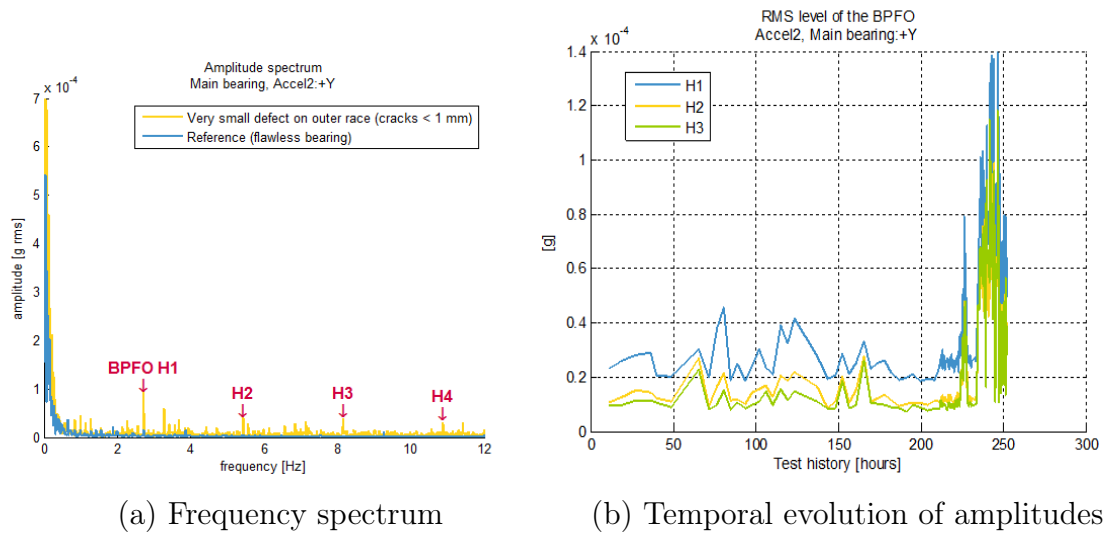 Amplitude spectrum
Main bearing, Accel2:+Y
x 10⁻⁴
7
6
5
4
3
2
1
0
amplitude [g rms]
Very small defect on outer race (cracks < 1 mm)
Reference (flawless bearing)
BPFO H1
H2
H3
H4
0 2 4 6 8 10 12
frequency [Hz]
(a) Frequency spectrum
RMS level of the BPFO
Accel2, Main bearing:+Y
x 10⁻⁴
1.4
1.2
1
0.8
0.6
0.4
0.2
0
[g]
H1
H2
H3
0 50 100 150 200 250 300
Test history [hours]
(b) Temporal evolution of amplitudes